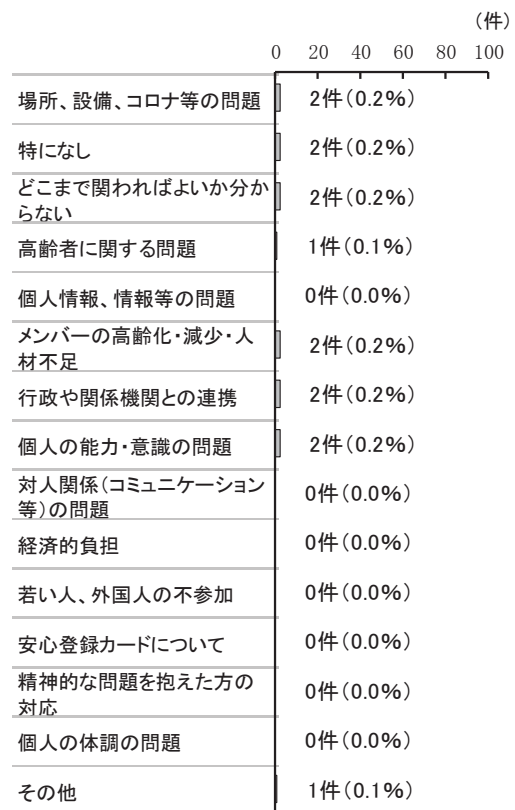 （件）
0 20 40 60 80 100
場所、設備、コロナ等の問題 2件（0.2%）
特になし 2件（0.2%）
どこまで関わればよいか分か
らない 2件（0.2%）
高齢者に関する問題 1件（0.1%）
個人情報、情報等の問題 0件（0.0%）
メンバーの高齢化・減少・人
材不足 2件（0.2%）
行政や関係機関との連携 2件（0.2%）
個人の能力・意識の問題 2件（0.2%）
対人関係（コミュニケーション
等）の問題 0件（0.0%）
経済的負担 0件（0.0%）
若い人、外国人の不参加 0件（0.0%）
安心登録カードについて 0件（0.0%）
精神的な問題を抱えた方の
対応 0件（0.0%）
個人の体調の問題 0件（0.0%）
その他 1件（0.1%）